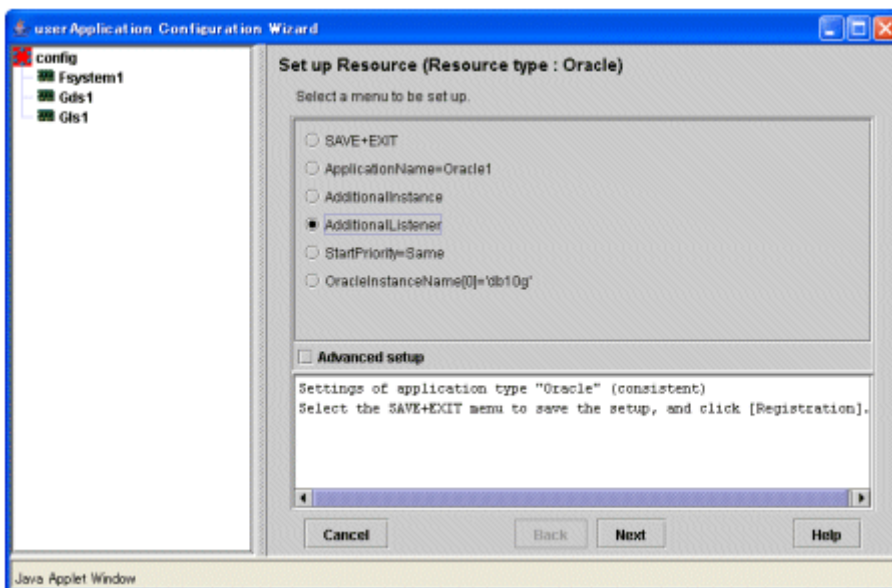 userApplication Configuration Wizard
config
Fsystem1
Gds1
Gls1
Set up Resource (Resource type : Oracle)
Select a menu to be set up.
SAVE+EXIT
ApplicationName=Oracle1
AdditionalInstance
AdditionalListener
StartPriority=Same
OracleInstanceName[0]='db10g'
Advanced setup
Settings of application type "Oracle" (consistent)
Select the SAVE+EXIT menu to save the setup, and click [Registration].
Cancel Back Next Help
Java Applet Window